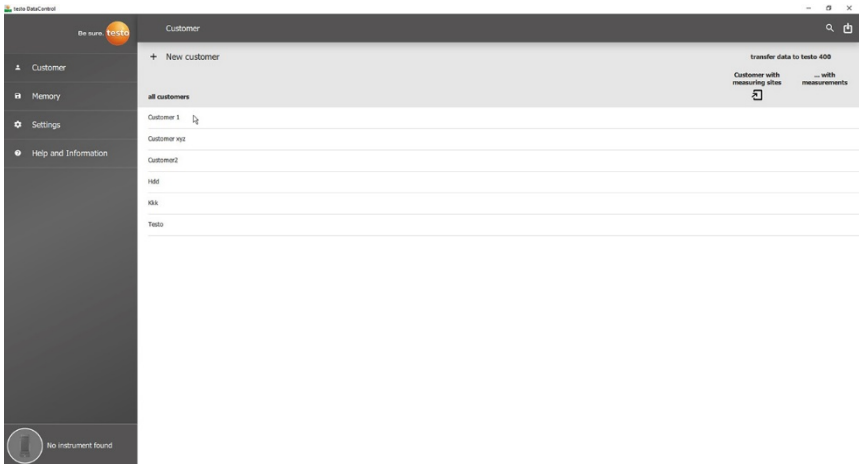 testo DataControl
Be sure. testo
Customer
Customer
Memory
Settings
Help and Information
+ New customer
transfer data to testo 400
Customer with
measuring sites
... with
measurements
all customers
Customer 1
Customer xyz
Customer2
Hdd
Kkk
Testo
No instrument found